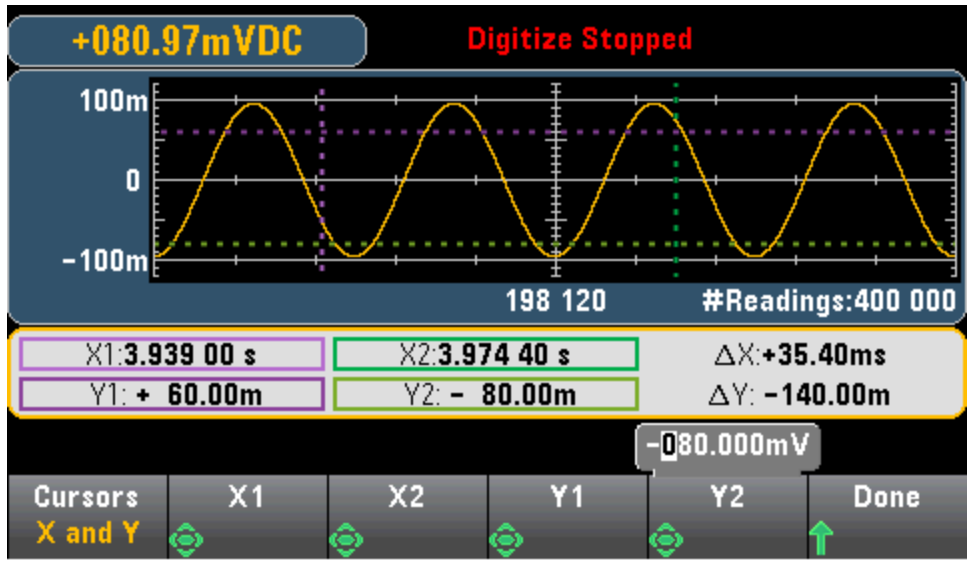 +080.97mVDC
Digitize Stopped
100m
0
-100m
198 120 #Readings:400 000
X1:3.939 00 s X2:3.974 40 s ΔX:+35.40ms
Y1: + 60.00m Y2: - 80.00m ΔY: -140.00m
-080.000mV
Cursors X1 X2 Y1 Y2 Done
X and Y